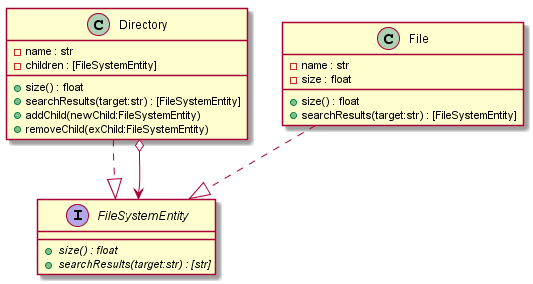 C Directory
name : str
children : [FileSystemEntity]
size() : float
searchResults(target:str) : [FileSystemEntity]
addChild(newChild:FileSystemEntity)
removeChild(exChild:FileSystemEntity)
C File
name : str
size : float
size() : float
searchResults(target:str) : [FileSystemEntity]
I FileSystemEntity
size() : float
searchResults(target:str) : [str]